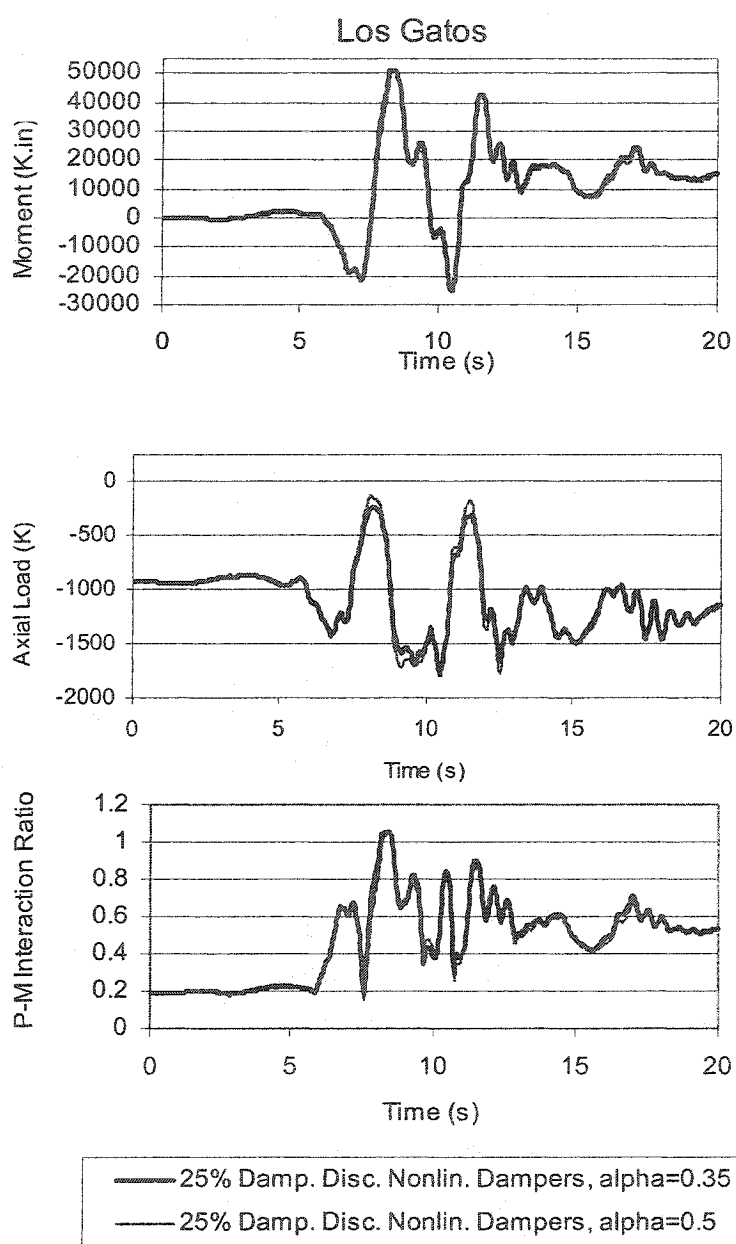 Los Gatos
Moment (K.in)
50000
40000
30000
20000
10000
0
-10000
-20000
-30000
0 5 10 15 20
Time (s)
Axial Load (K)
0
-500
-1000
-1500
-2000
0 5 10 15 20
Time (s)
P-M Interaction Ratio
1.2
1
0.8
0.6
0.4
0.2
0
0 5 10 15 20
Time (s)
25% Damp. Disc. Nonlin. Dampers, alpha=0.35
25% Damp. Disc. Nonlin. Dampers, alpha=0.5